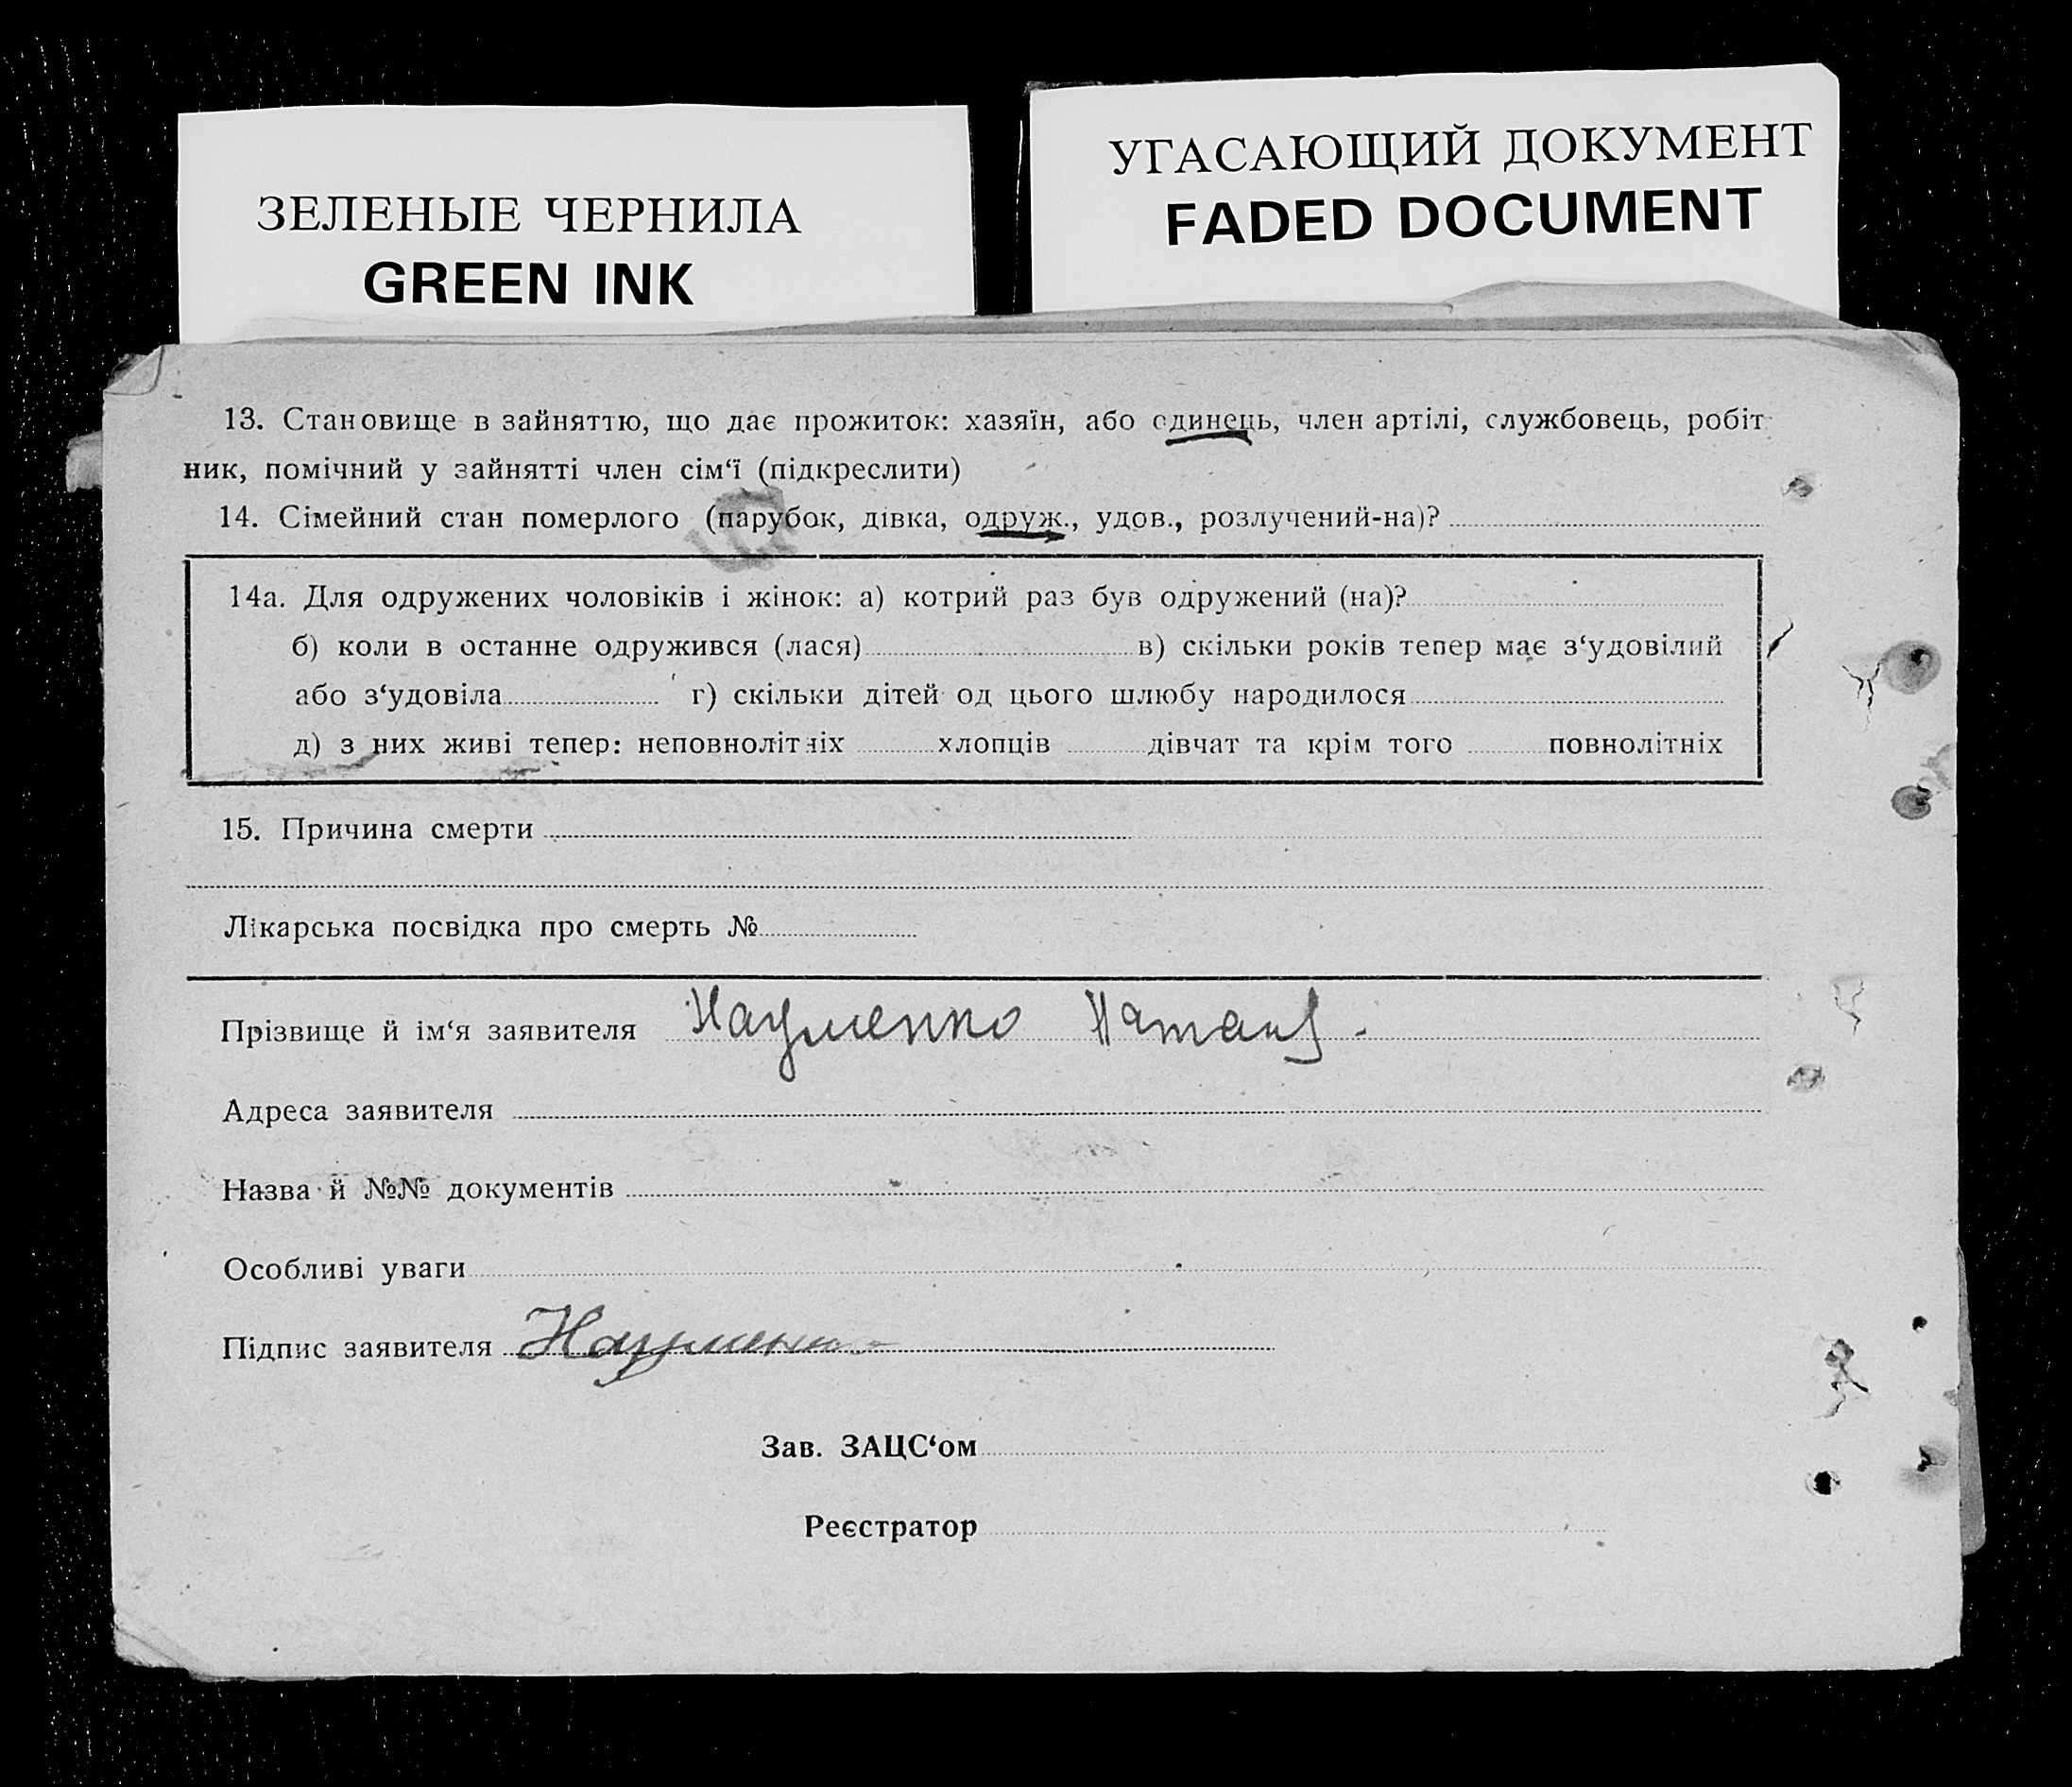 ЗЕЛЕНЫЕ ЧЕРНИЛА
GREEN INK
УГАСАЮЩИЙ ДОКУМЕНТ
FADED DOCUMENT
13. Становище в зайняттю, що дає прожиток: хазяїн, або одинець, член артілі, службовець, робіт
ник, помічний у зайнятті член сім‘ї (підкреслити)
14. Сімейний стан померлого (парубок, дівка, одруж., удов., розлучений-на)?
14а. Для одружених чоловіків і жінок: а) котрий раз був одружений (на)?
б) коли в останне одружився (лася) в) скільки років тепер має з‘удовілий
або з‘удовіла г) скільки дітей од цього шлюбу народилося
д) з них живі тепер: неповнолітніх хлопців дівчат та крім того повнолітніх
15. Причина смерти
Лікарська посвідка про смерть №
Прізвище й ім‘я заявителя Науменко
Адреса заявителя
Назва й №№ документів
Особливі уваги
Підпис заявителя Науменко
Зав. ЗАЦС‘ом
Реєстратор